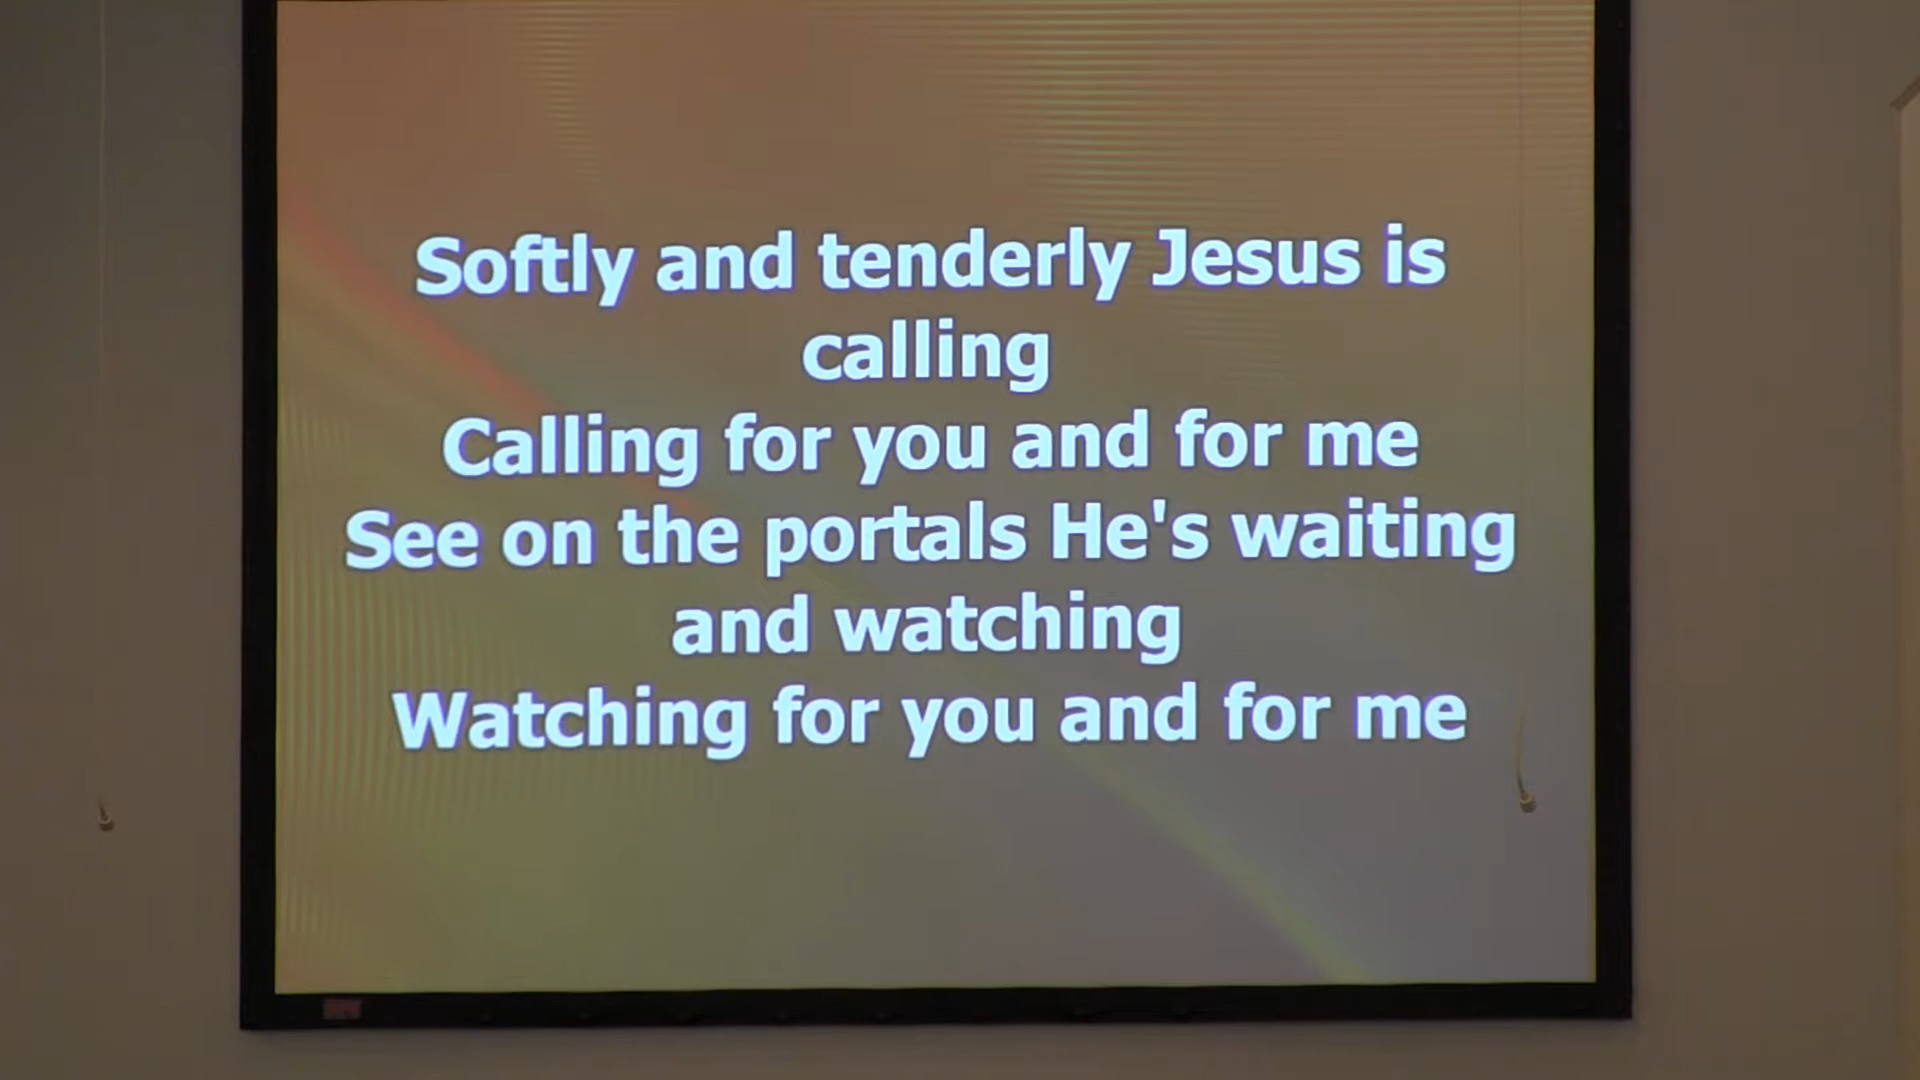 Softly and tenderly Jesus is
calling
Calling for you and for me
See on the portals He's waiting
and watching
Watching for you and for me